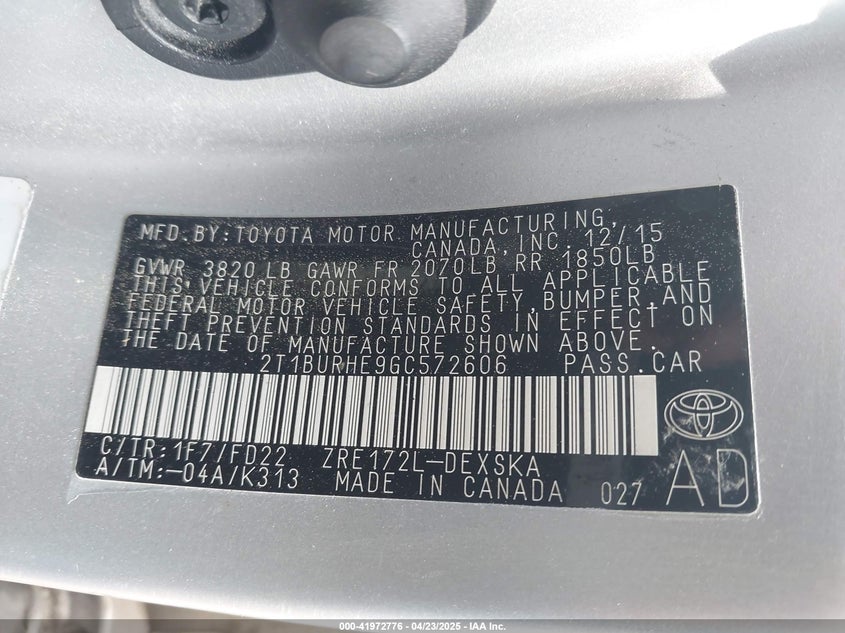 MFD.BY:TOYOTA MOTOR MANUFACTURING,
CANADA, INC. 12/15
GVWR 3820 LB GAWR FR 2070LB RR 1850LB
THIS VEHICLE CONFORMS TO ALL APPLICABLE
FEDERAL MOTOR VEHICLE SAFETY, BUMPER, AND
THEFT PREVENTION STANDARDS IN EFFECT ON
THE DATE OF MANUFACTURE SHOWN ABOVE.
2T1BURHE9GC572606 PASS.CAR
C/TR:1F7/FD22 ZRE172L-DEXSKA
A/TM:-04A/K313 MADE IN CANADA 027 AD
000-41972776 - 04/23/2025 - IAA Inc.